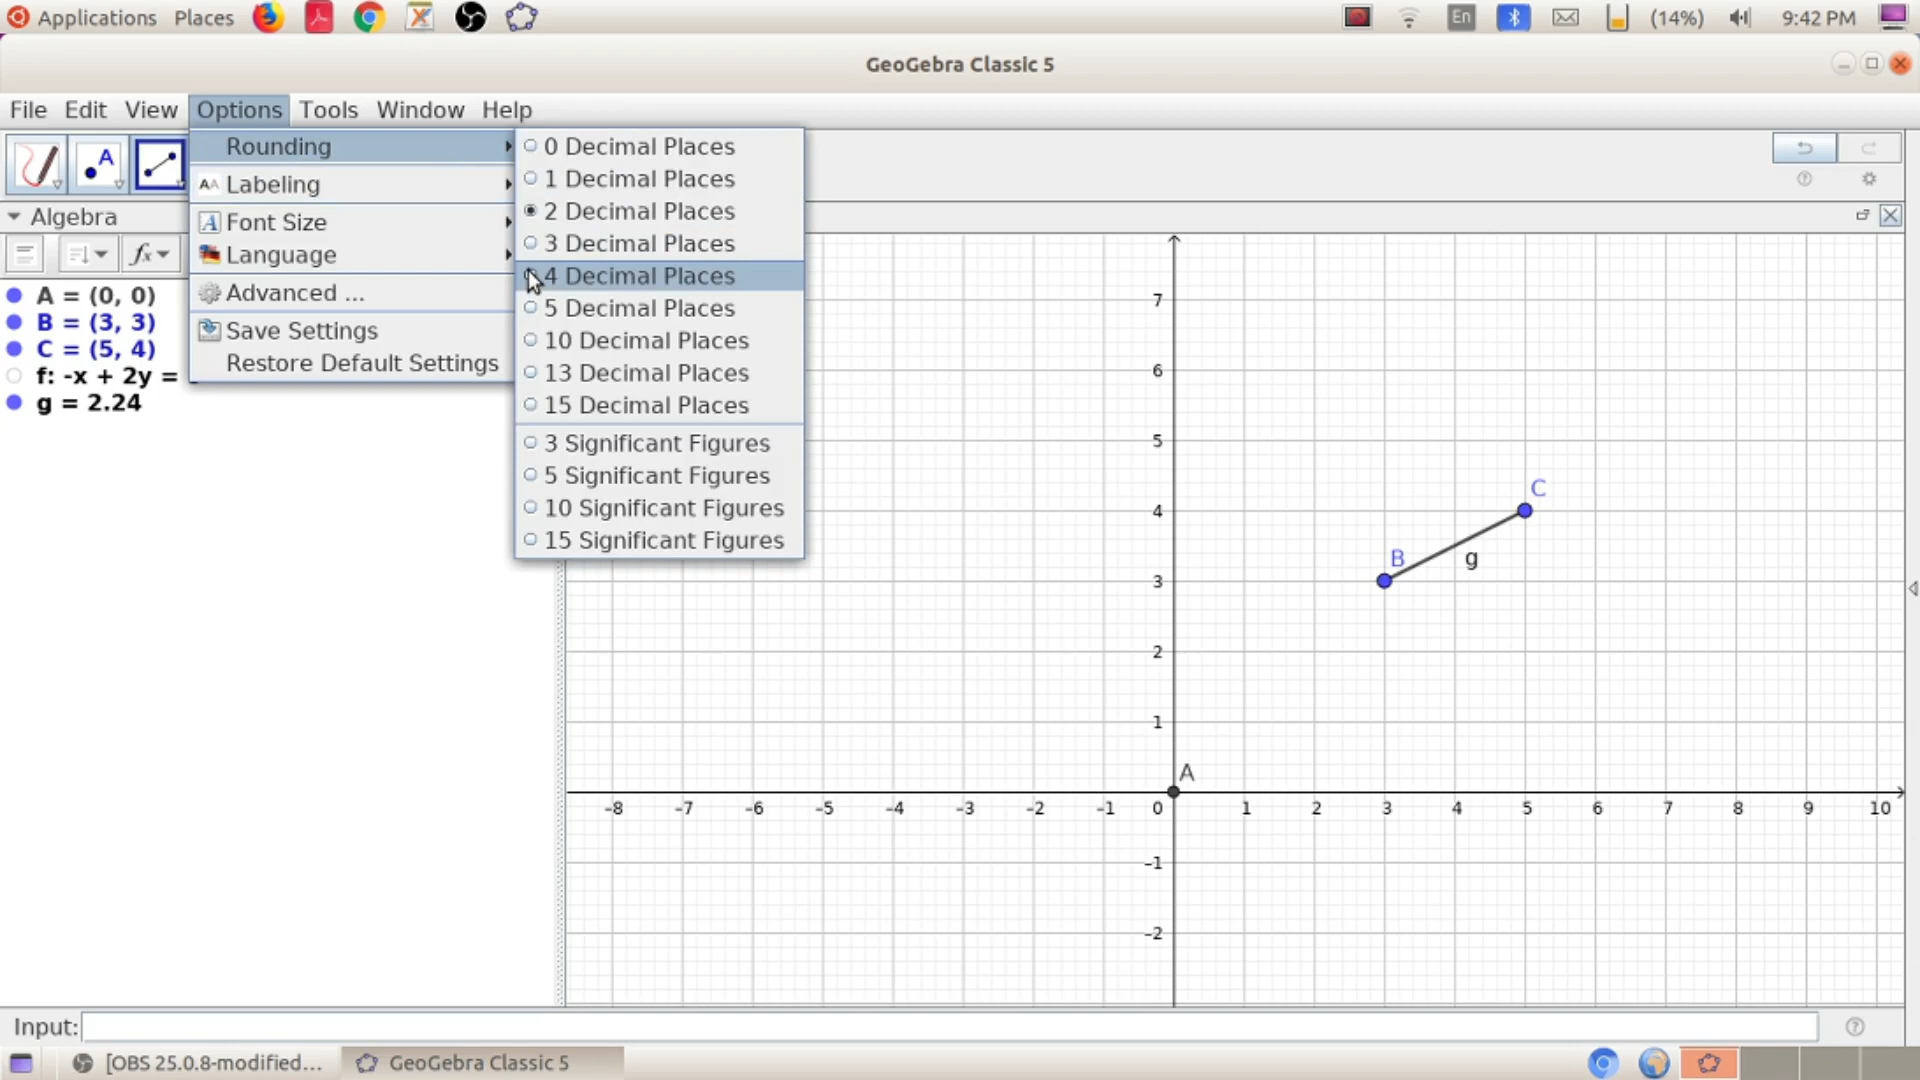 Applications Places En (14%) 9:42 PM
GeoGebra Classic 5
File Edit View Options Tools Window Help
Rounding
Labeling
Font Size
Language
Advanced ...
Save Settings
Restore Default Settings
0 Decimal Places
1 Decimal Places
2 Decimal Places
3 Decimal Places
4 Decimal Places
5 Decimal Places
10 Decimal Places
13 Decimal Places
15 Decimal Places
3 Significant Figures
5 Significant Figures
10 Significant Figures
15 Significant Figures
Algebra
A = (0, 0)
B = (3, 3)
C = (5, 4)
f: -x + 2y =
g = 2.24
7
6
5
4
3
2
1
C
B
g
A
-8 -7 -6 -5 -4 -3 -2 -1 0 1 2 3 4 5 6 7 8 9 10
-1
-2
Input:
[OBS 25.0.8-modified... GeoGebra Classic 5